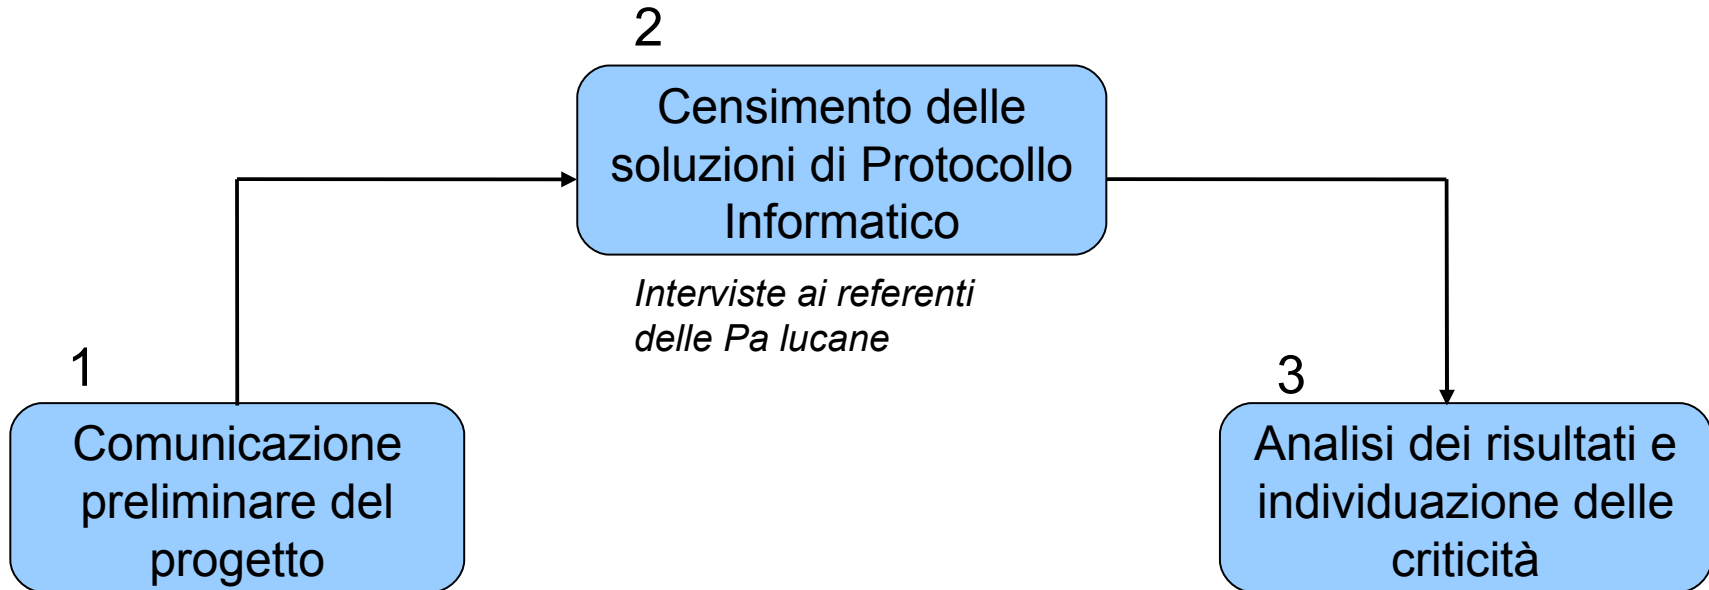 1
Comunicazione
preliminare del
progetto
2
Censimento delle
soluzioni di Protocollo
Informatico
Interviste ai referenti
delle Pa lucane
3
Analisi dei risultati e
individuazione delle
criticità